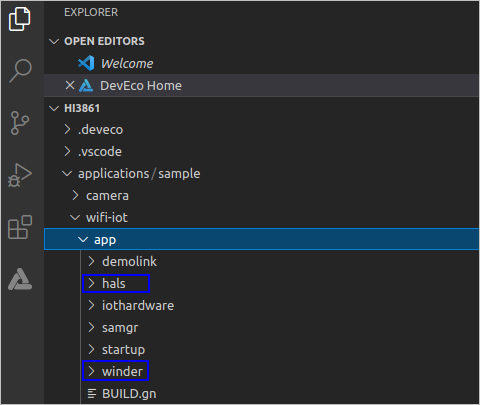 EXPLORER
OPEN EDITORS
Welcome
DevEco Home
HI3861
.deveco
.vscode
applications/sample
camera
wifi-iot
app
demolink
hals
iothardware
samgr
startup
winder
BUILD.gn